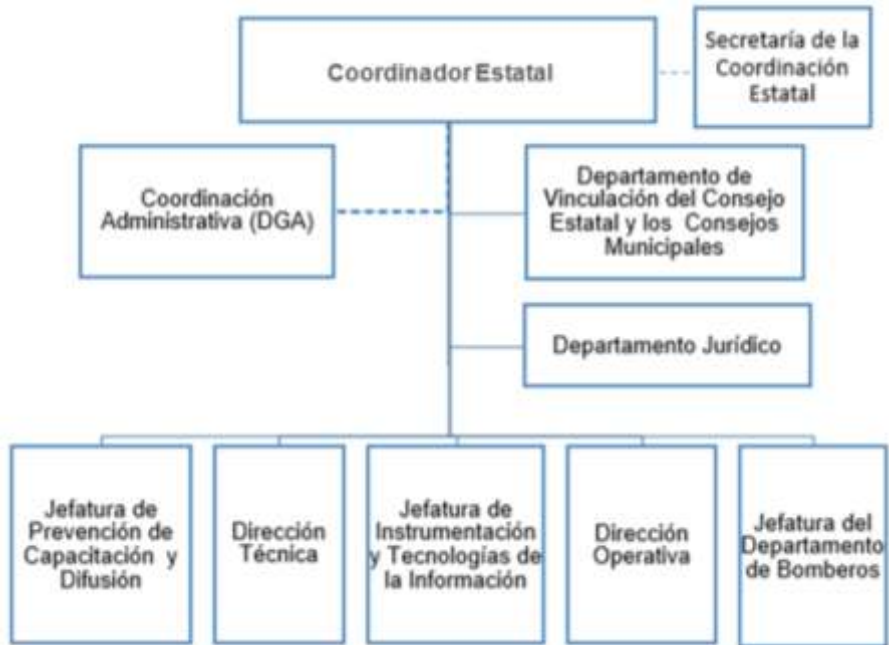 Coordinador Estatal
Secretaría de la
Coordinación
Estatal
Coordinación
Administrativa (DGA)
Departamento de
Vinculación del Consejo
Estatal y los Consejos
Municipales
Departamento Jurídico
Jefatura de
Prevención de
Capacitación y
Difusión
Dirección
Técnica
Jefatura de
Instrumentación
y Tecnologías de
la Información
Dirección
Operativa
Jefatura del
Departamento
de Bomberos